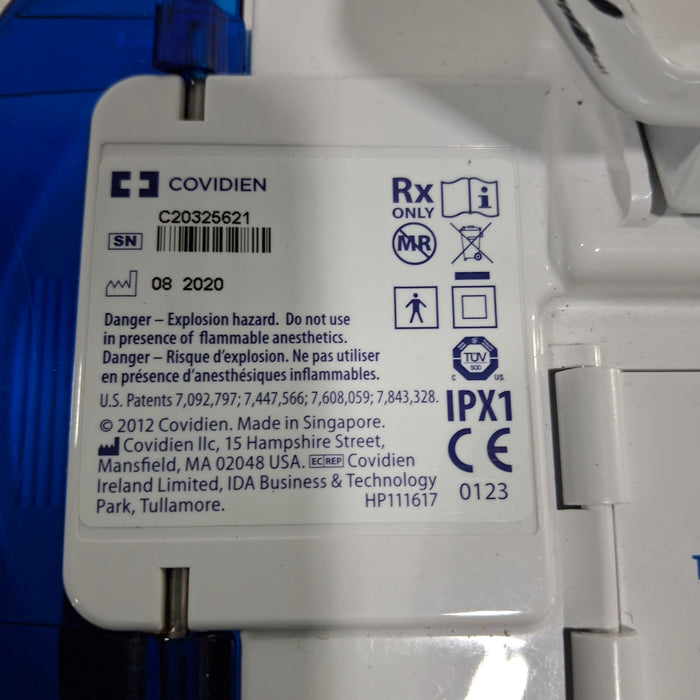 COVIDIEN
C20325621
SN
08 2020
Danger – Explosion hazard. Do not use
in presence of flammable anesthetics.
Danger – Risque d'explosion. Ne pas utiliser
en présence d'anesthésiques inflammables.
U.S. Patents 7,092,797; 7,447,566; 7,608,059; 7,843,328.
© 2012 Covidien. Made in Singapore.
Covidien llc, 15 Hampshire Street,
Mansfield, MA 02048 USA. EC REP Covidien
Ireland Limited, IDA Business & Technology
Park, Tullamore. HP111617
Rx
ONLY
i
MR
TÜV
SÜD
C US
IPX1
CE
0123
T